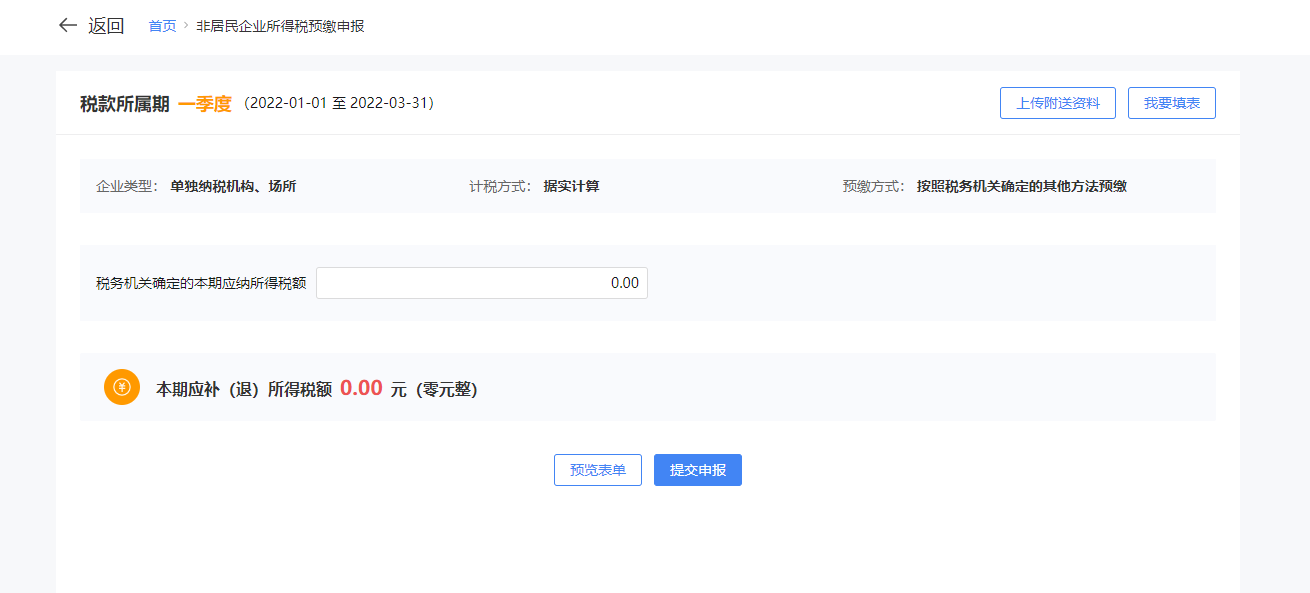 返回 首页 > 非居民企业所得税预缴申报
税款所属期 一季度 (2022-01-01 至 2022-03-31) 上传附送资料 我要填表
企业类型： 单独纳税机构、场所 计税方式： 据实计算 预缴方式： 按照税务机关确定的其他方法预缴
税务机关确定的本期应纳所得税额 0.00
本期应补（退）所得税额 0.00 元（零元整）
预览表单 提交申报